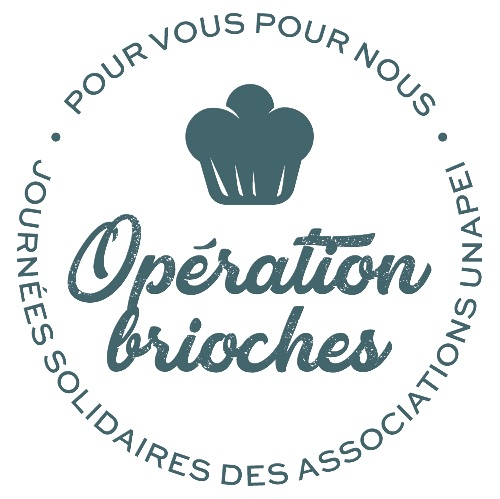 POUR VOUS POUR NOUS
Opération
brioches
JOURNÉES SOLIDAIRES DES ASSOCIATIONS UNAPEI